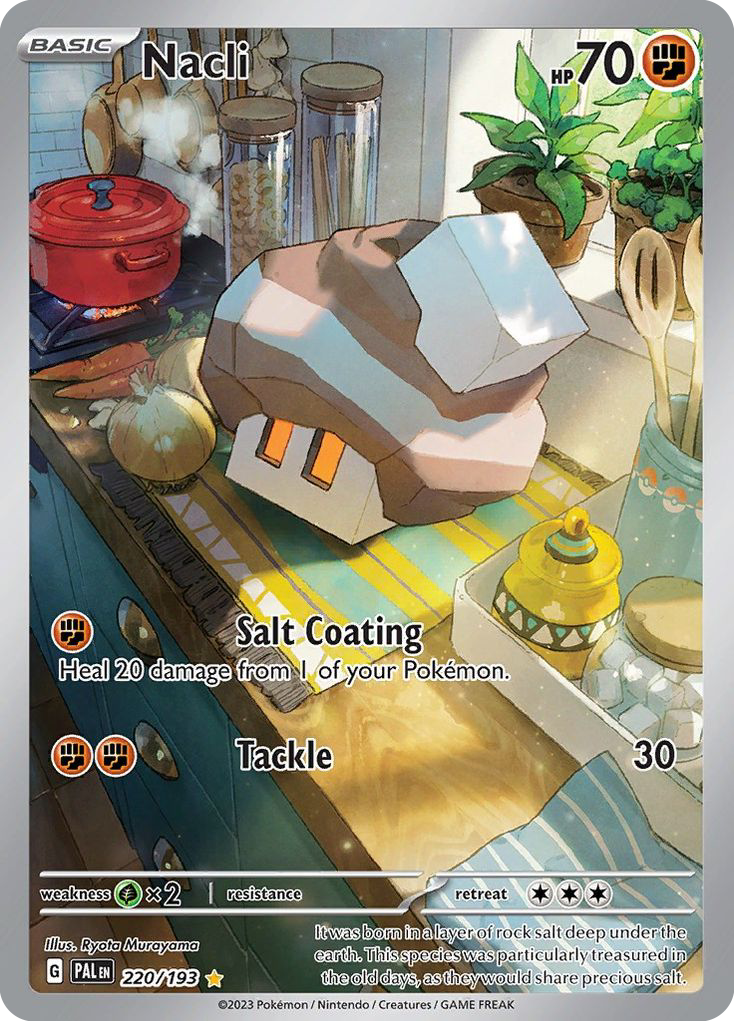 BASIC
Nacli
HP 70
Salt Coating
Heal 20 damage from 1 of your Pokémon.
Tackle 30
weakness ×2 resistance retreat
Illus. Ryota Murayama
It was born in a layer of rock salt deep under the
earth. This species was particularly treasured in
the old days, as they would share precious salt.
G PAL EN 220/193
©2023 Pokémon / Nintendo / Creatures / GAME FREAK